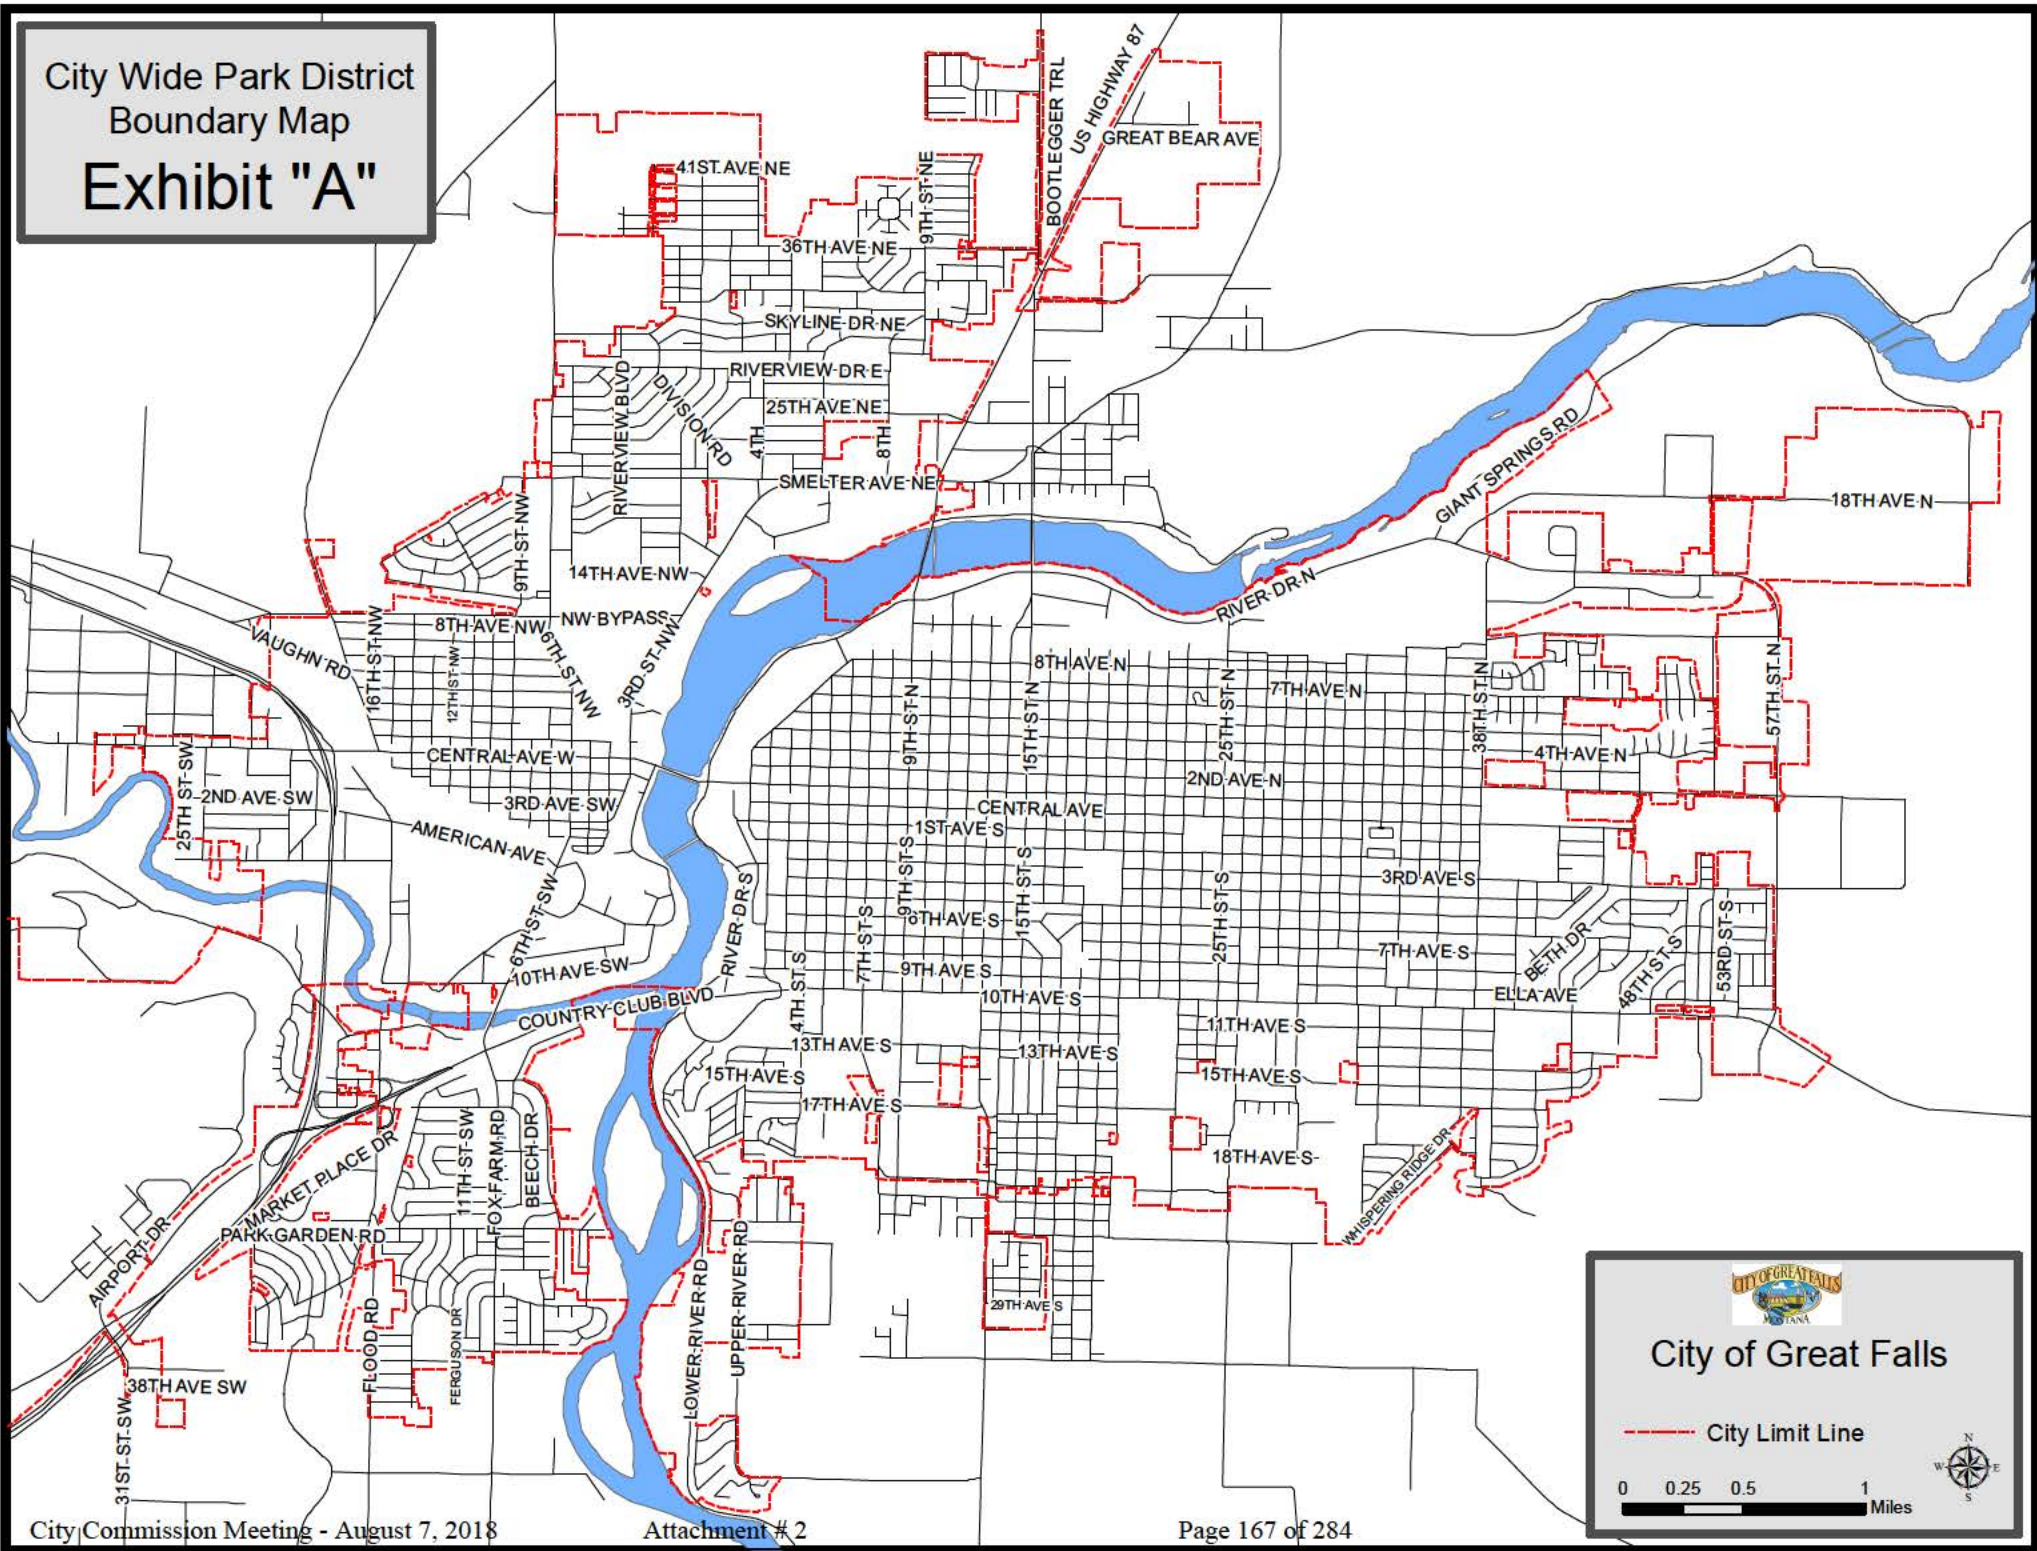 City Wide Park District
Boundary Map
Exhibit "A"
BOOTLEGGER TRL
US HIGHWAY 87
GREAT BEAR AVE
41ST AVE NE
9TH ST NE
36TH AVE NE
SKYLINE DR NE
RIVERVIEW DR E
RIVERVIEW BLVD
DIVISION RD
25TH AVE NE
4TH
8TH
SMELTER AVE NE
GIANT SPRINGS RD
18TH AVE N
9TH ST NW
14TH AVE NW
RIVER DR N
NW BYPASS
8TH AVE NW
VAUGHN RD
16TH ST NW
12TH ST NW
6TH ST NW
3RD ST NW
8TH AVE N
7TH AVE N
9TH ST N
15TH ST N
25TH ST N
38TH ST N
57TH ST N
4TH AVE N
CENTRAL AVE W
2ND AVE N
25TH ST SW
2ND AVE SW
3RD AVE SW
CENTRAL AVE
1ST AVE S
AMERICAN AVE
3RD AVE S
9TH ST S
15TH ST S
25TH ST S
6TH ST SW
RIVER DR S
7TH ST S
6TH AVE S
BETH DR
48TH ST S
53RD ST S
7TH AVE S
10TH AVE SW
4TH ST S
9TH AVE S
10TH AVE S
ELLA AVE
COUNTRY CLUB BLVD
11TH AVE S
13TH AVE S
13TH AVE S
15TH AVE S
15TH AVE S
17TH AVE S
18TH AVE S
WHISPERING RIDGE DR
MARKET PLACE DR
11TH ST SW
FOX FARM RD
BEECH DR
PARK GARDEN RD
AIRPORT DR
LOWER RIVER RD
UPPER RIVER RD
29TH AVE S
FLOOD RD
FERGUSON DR
38TH AVE SW
31ST ST SW
CITY OF GREAT FALLS
MONTANA
City of Great Falls
City Limit Line
N
W E
S
0 0.25 0.5 1
Miles
City Commission Meeting - August 7, 2018 Attachment # 2 Page 167 of 284